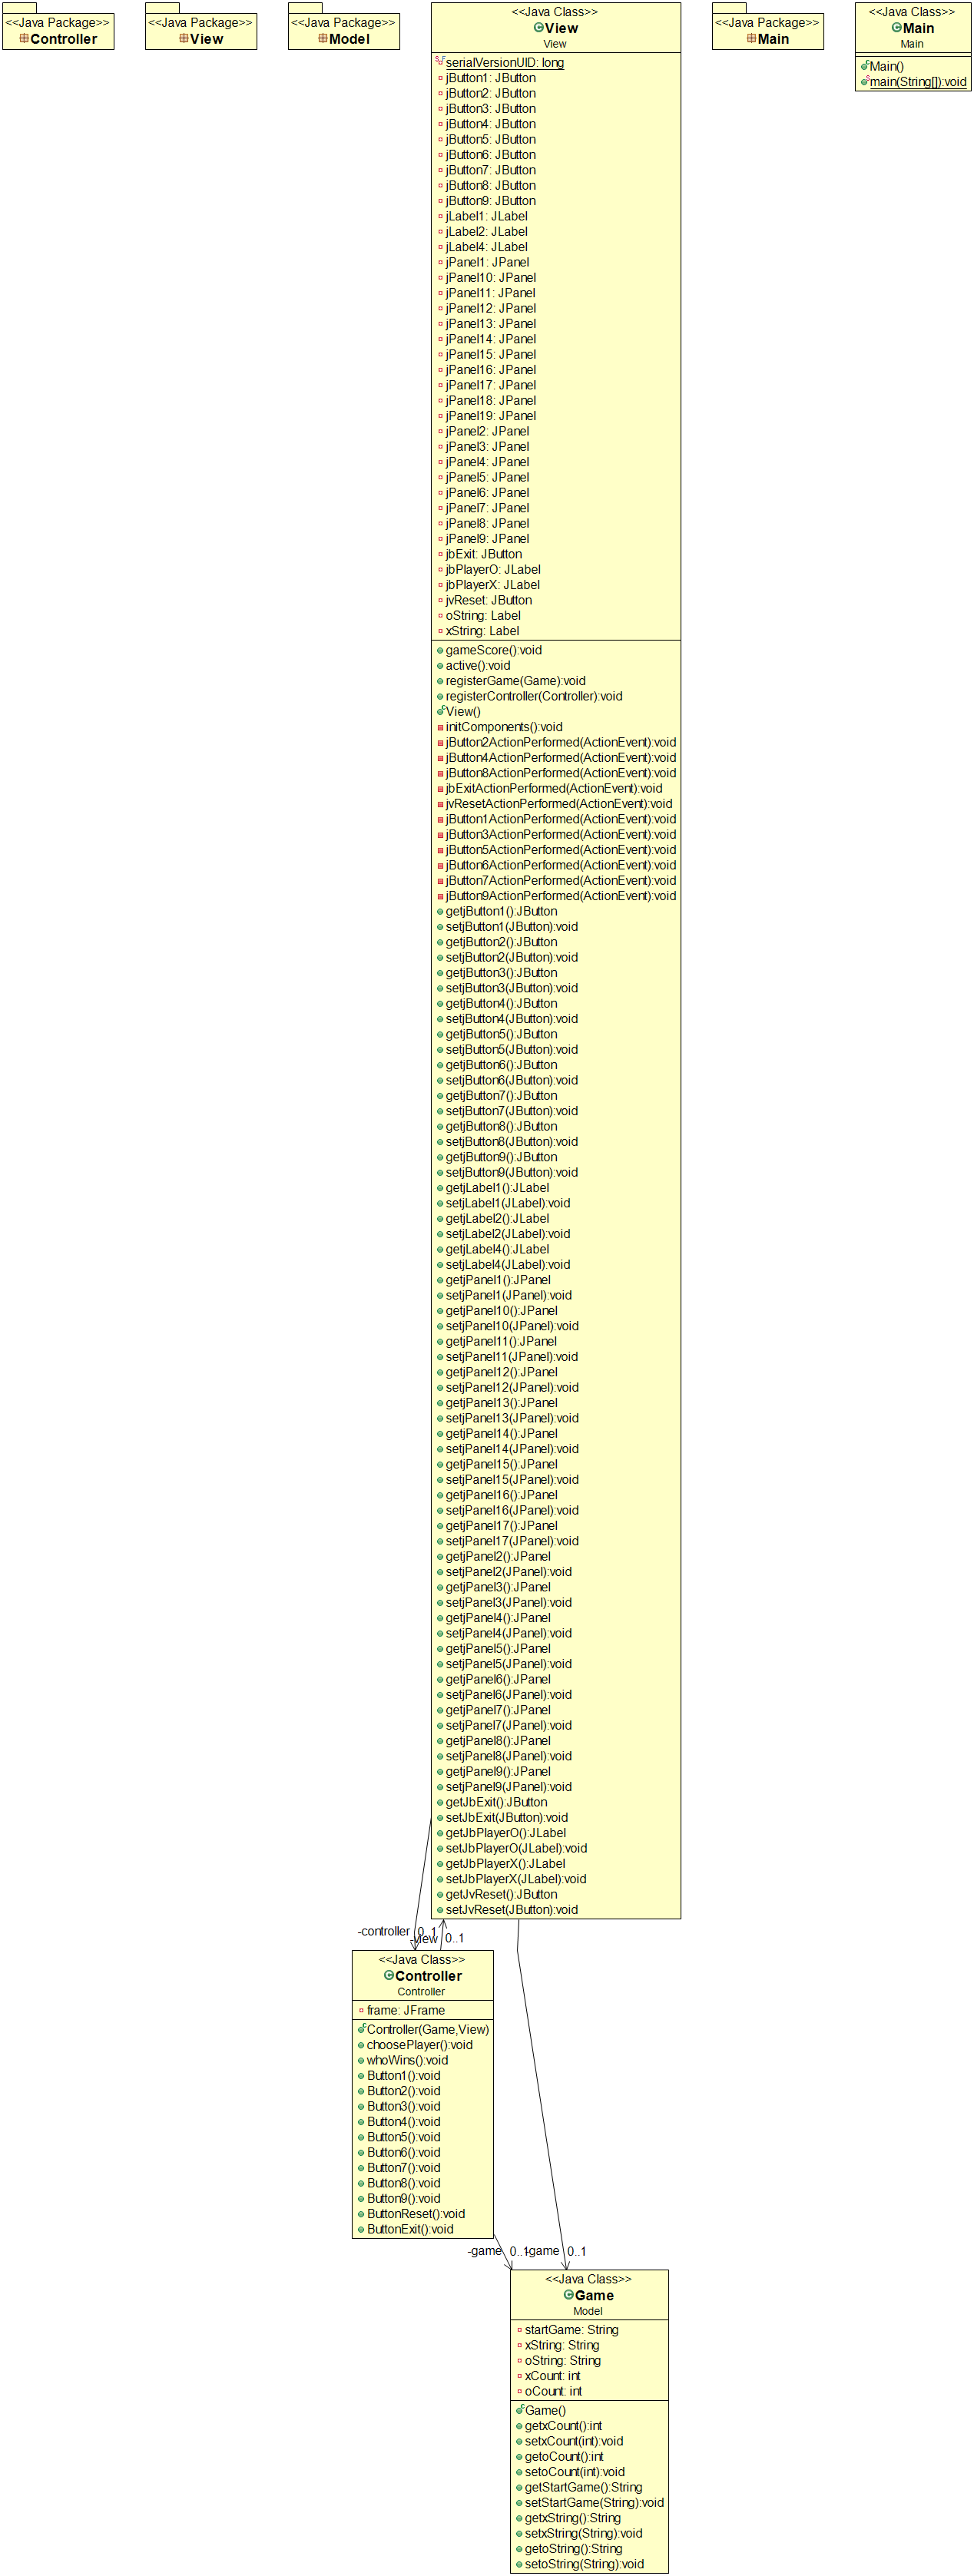 <<Java Package>>
Controller
<<Java Package>>
View
<<Java Package>>
Model
<<Java Class>>
View
View
serialVersionUID: long
jButton1: JButton
jButton2: JButton
jButton3: JButton
jButton4: JButton
jButton5: JButton
jButton6: JButton
jButton7: JButton
jButton8: JButton
jButton9: JButton
jLabel1: JLabel
jLabel2: JLabel
jLabel4: JLabel
jPanel1: JPanel
jPanel10: JPanel
jPanel11: JPanel
jPanel12: JPanel
jPanel13: JPanel
jPanel14: JPanel
jPanel15: JPanel
jPanel16: JPanel
jPanel17: JPanel
jPanel18: JPanel
jPanel19: JPanel
jPanel2: JPanel
jPanel3: JPanel
jPanel4: JPanel
jPanel5: JPanel
jPanel6: JPanel
jPanel7: JPanel
jPanel8: JPanel
jPanel9: JPanel
jbExit: JButton
jbPlayerO: JLabel
jbPlayerX: JLabel
jvReset: JButton
oString: Label
xString: Label
gameScore():void
active():void
registerGame(Game):void
registerController(Controller):void
View()
initComponents():void
jButton2ActionPerformed(ActionEvent):void
jButton4ActionPerformed(ActionEvent):void
jButton8ActionPerformed(ActionEvent):void
jbExitActionPerformed(ActionEvent):void
jvResetActionPerformed(ActionEvent):void
jButton1ActionPerformed(ActionEvent):void
jButton3ActionPerformed(ActionEvent):void
jButton5ActionPerformed(ActionEvent):void
jButton6ActionPerformed(ActionEvent):void
jButton7ActionPerformed(ActionEvent):void
jButton9ActionPerformed(ActionEvent):void
getjButton1():JButton
setjButton1(JButton):void
getjButton2():JButton
setjButton2(JButton):void
getjButton3():JButton
setjButton3(JButton):void
getjButton4():JButton
setjButton4(JButton):void
getjButton5():JButton
setjButton5(JButton):void
getjButton6():JButton
setjButton6(JButton):void
getjButton7():JButton
setjButton7(JButton):void
getjButton8():JButton
setjButton8(JButton):void
getjButton9():JButton
setjButton9(JButton):void
getjLabel1():JLabel
setjLabel1(JLabel):void
getjLabel2():JLabel
setjLabel2(JLabel):void
getjLabel4():JLabel
setjLabel4(JLabel):void
getjPanel1():JPanel
setjPanel1(JPanel):void
getjPanel10():JPanel
setjPanel10(JPanel):void
getjPanel11():JPanel
setjPanel11(JPanel):void
getjPanel12():JPanel
setjPanel12(JPanel):void
getjPanel13():JPanel
setjPanel13(JPanel):void
getjPanel14():JPanel
setjPanel14(JPanel):void
getjPanel15():JPanel
setjPanel15(JPanel):void
getjPanel16():JPanel
setjPanel16(JPanel):void
getjPanel17():JPanel
setjPanel17(JPanel):void
getjPanel2():JPanel
setjPanel2(JPanel):void
getjPanel3():JPanel
setjPanel3(JPanel):void
getjPanel4():JPanel
setjPanel4(JPanel):void
getjPanel5():JPanel
setjPanel5(JPanel):void
getjPanel6():JPanel
setjPanel6(JPanel):void
getjPanel7():JPanel
setjPanel7(JPanel):void
getjPanel8():JPanel
setjPanel8(JPanel):void
getjPanel9():JPanel
setjPanel9(JPanel):void
getJbExit():JButton
setJbExit(JButton):void
getJbPlayerO():JLabel
setJbPlayerO(JLabel):void
getJbPlayerX():JLabel
setJbPlayerX(JLabel):void
getJvReset():JButton
setJvReset(JButton):void
<<Java Package>>
Main
<<Java Class>>
Main
Main
Main()
main(String[]):void
-controller 0..1
-view 0..1
<<Java Class>>
Controller
Controller
frame: JFrame
Controller(Game,View)
choosePlayer():void
whoWins():void
Button1():void
Button2():void
Button3():void
Button4():void
Button5():void
Button6():void
Button7():void
Button8():void
Button9():void
ButtonReset():void
ButtonExit():void
-game 0..1
-game 0..1
<<Java Class>>
Game
Model
startGame: String
xString: String
oString: String
xCount: int
oCount: int
Game()
getxCount():int
setxCount(int):void
getoCount():int
setoCount(int):void
getStartGame():String
setStartGame(String):void
getxString():String
setxString(String):void
getoString():String
setoString(String):void